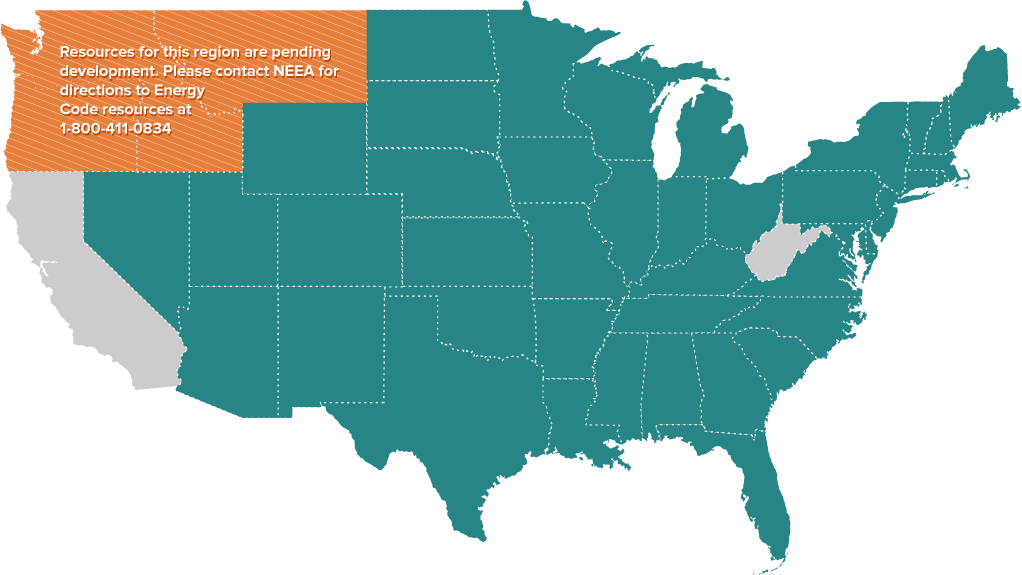 Resources for this region are pending
development. Please contact NEEA for
directions to Energy
Code resources at
1-800-411-0834